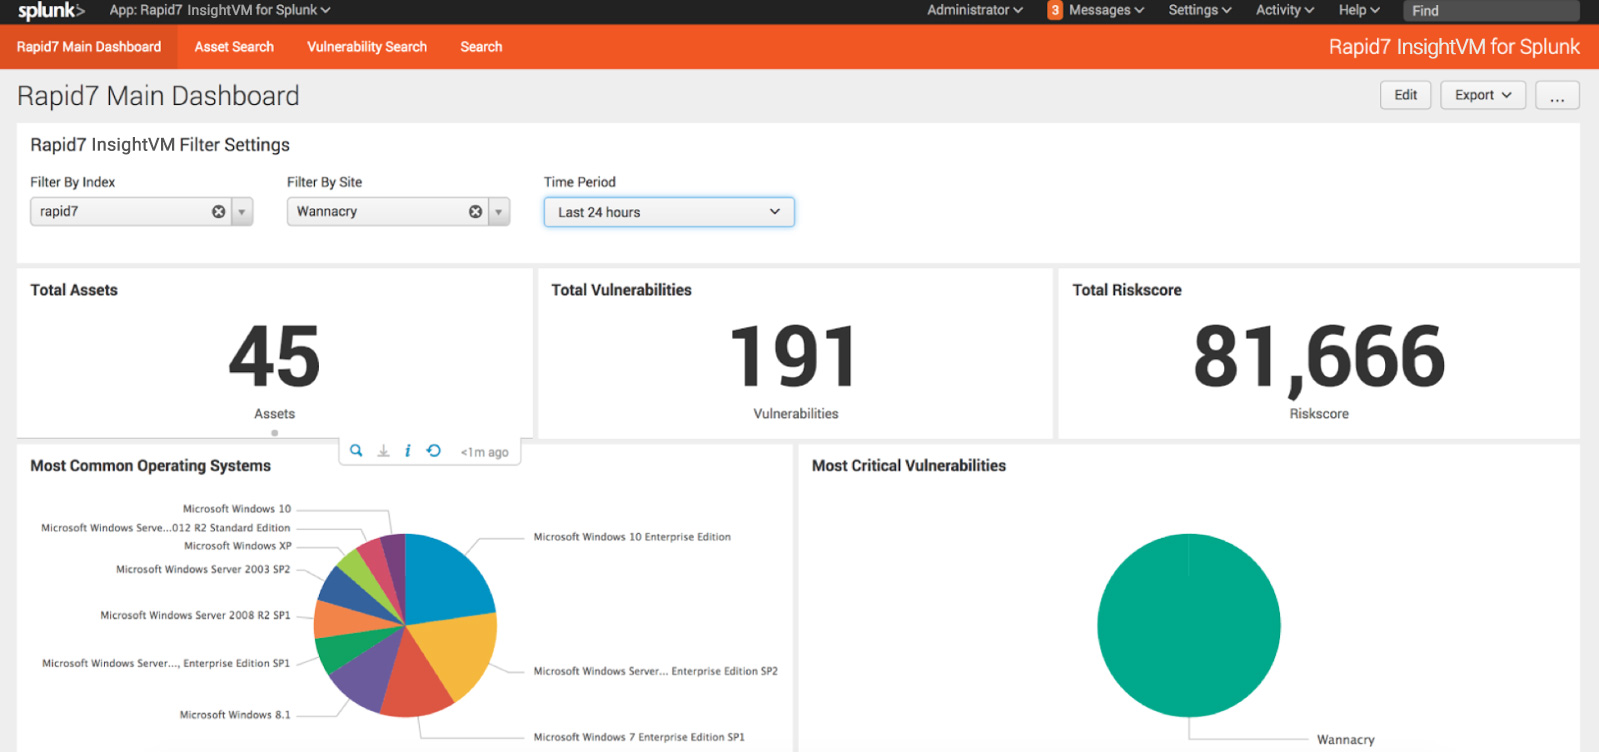 splunk> App: Rapid7 InsightVM for Splunk Administrator 3 Messages Settings Activity Help Find
Rapid7 Main Dashboard Asset Search Vulnerability Search Search Rapid7 InsightVM for Splunk
Rapid7 Main Dashboard Edit Export ...
Rapid7 InsightVM Filter Settings
Filter By Index Filter By Site Time Period
rapid7 Wannacry Last 24 hours
Total Assets Total Vulnerabilities Total Riskscore
45 191 81,666
Assets Vulnerabilities Riskscore
i <1m ago
Most Common Operating Systems Most Critical Vulnerabilities
Microsoft Windows 10
Microsoft Windows Serve...012 R2 Standard Edition
Microsoft Windows 10 Enterprise Edition
Microsoft Windows XP
Microsoft Windows Server 2003 SP2
Microsoft Windows Server 2008 R2 SP1
Microsoft Windows Server..., Enterprise Edition SP1
Microsoft Windows Server... Enterprise Edition SP2
Microsoft Windows 8.1
Microsoft Windows 7 Enterprise Edition SP1
Wannacry